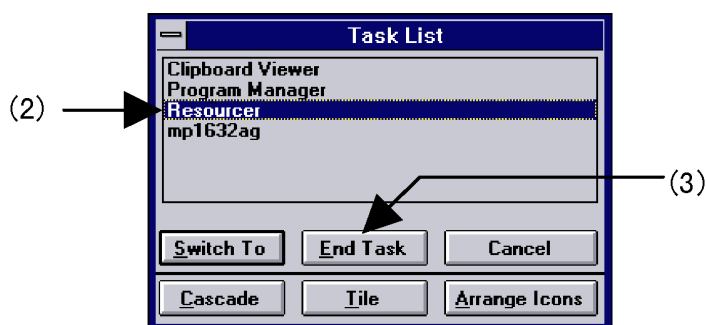 Task List
Clipboard Viewer
Program Manager
(2)
Resourcer
mp1632ag
(3)
Switch To End Task Cancel
Cascade Tile Arrange Icons